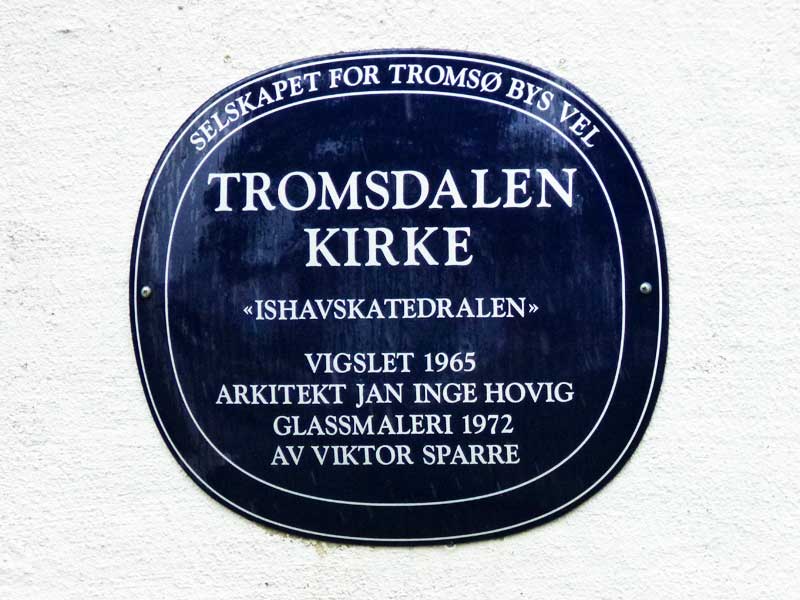 SELSKAPET FOR TROMSØ BYS VEL
TROMSDALEN
KIRKE
«ISHAVSKATEDRALEN»
VIGSLET 1965
ARKITEKT JAN INGE HOVIG
GLASSMALERI 1972
AV VIKTOR SPARRE